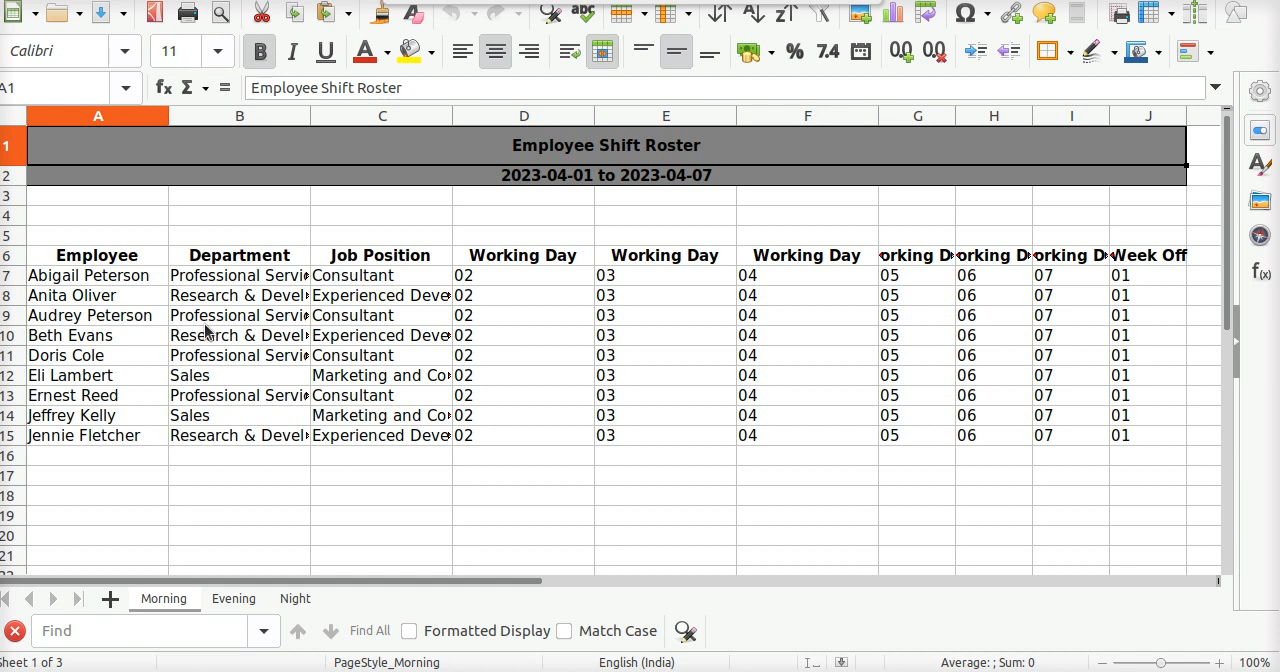 Calibri 11
7.4 0.0 0.0
A1 Employee Shift Roster
A B C D E F G H I J
1 Employee Shift Roster
2 2023-04-01 to 2023-04-07
3
4
5
6 Employee Department Job Position Working Day Working Day Working Day orking D orking D orking D Week Off
7 Abigail Peterson Professional Servi Consultant 02 03 04 05 06 07 01
8 Anita Oliver Research & Devel Experienced Deve 02 03 04 05 06 07 01
9 Audrey Peterson Professional Servi Consultant 02 03 04 05 06 07 01
10 Beth Evans Research & Devel Experienced Deve 02 03 04 05 06 07 01
11 Doris Cole Professional Servi Consultant 02 03 04 05 06 07 01
12 Eli Lambert Sales Marketing and Co 02 03 04 05 06 07 01
13 Ernest Reed Professional Servi Consultant 02 03 04 05 06 07 01
14 Jeffrey Kelly Sales Marketing and Co 02 03 04 05 06 07 01
15 Jennie Fletcher Research & Devel Experienced Deve 02 03 04 05 06 07 01
16
17
18
19
20
21
Morning Evening Night
Find Find All Formatted Display Match Case
heet 1 of 3 PageStyle_Morning English (India) Average: ; Sum: 0 100%